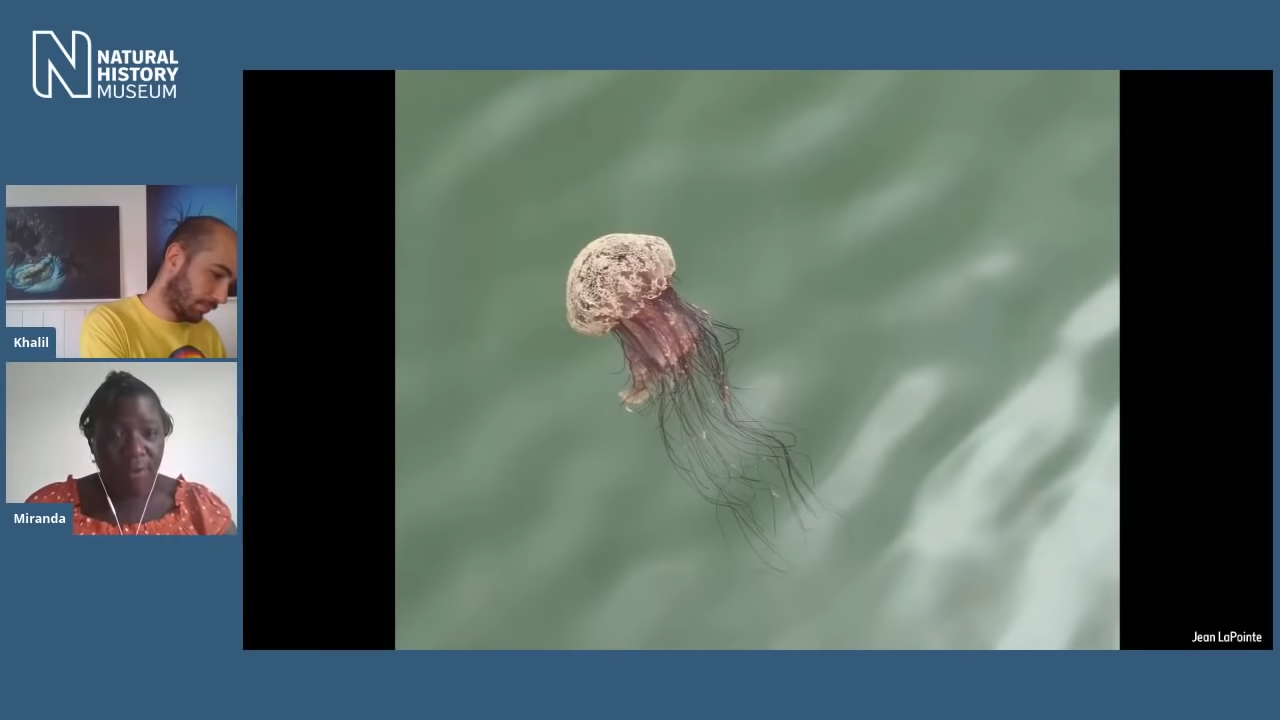 NATURAL
HISTORY
MUSEUM
Khalil
Miranda
Jean LaPointe